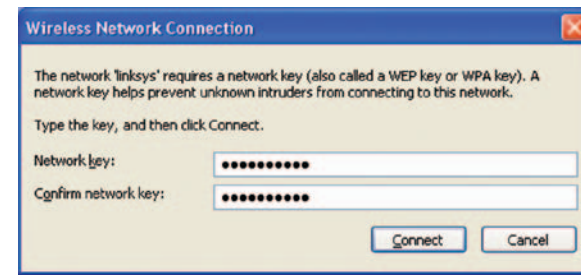 Wireless Network Connection
The network 'linksys' requires a network key (also called a WEP key or WPA key). A
network key helps prevent unknown intruders from connecting to this network.
Type the key, and then click Connect.
Network key: ••••••••••
Confirm network key: ••••••••••
Connect Cancel